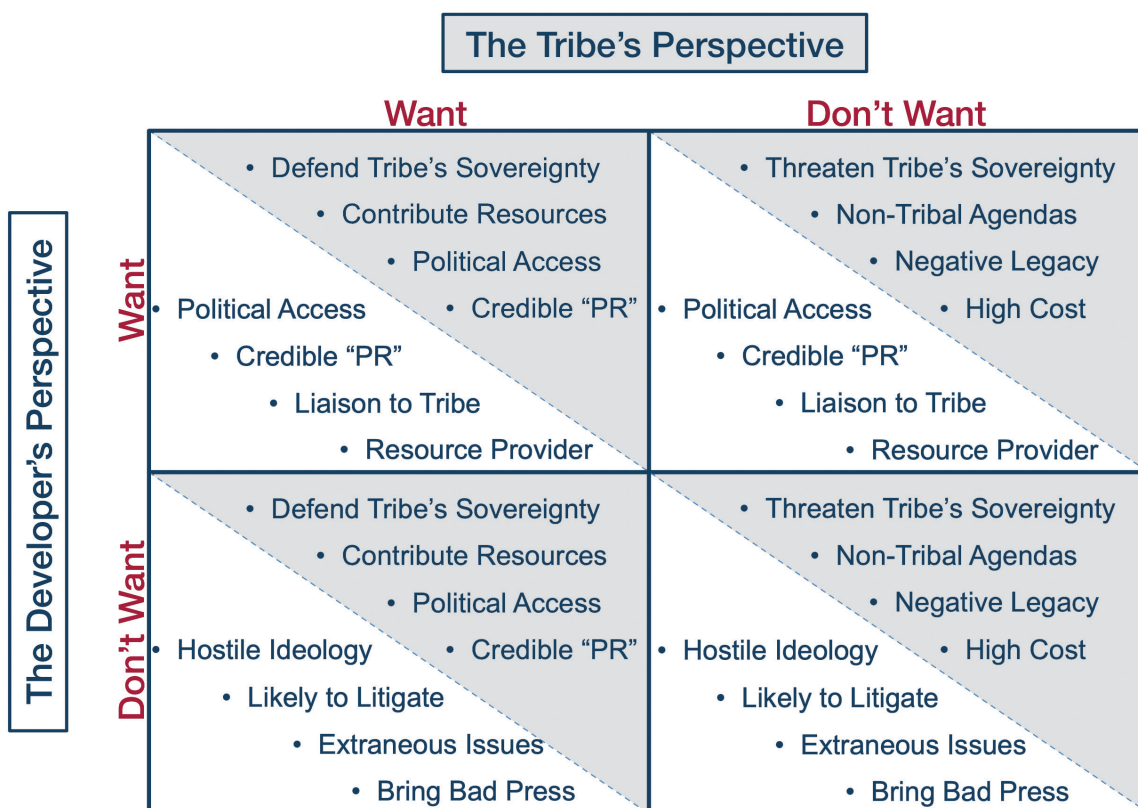 The Tribe's Perspective
Want
Don't Want
The Developer's Perspective
Want
• Defend Tribe's Sovereignty
• Contribute Resources
• Political Access
• Credible “PR”
• Political Access
• Credible “PR”
• Liaison to Tribe
• Resource Provider
• Threaten Tribe's Sovereignty
• Non-Tribal Agendas
• Negative Legacy
• High Cost
• Political Access
• Credible “PR”
• Liaison to Tribe
• Resource Provider
Don't Want
• Defend Tribe's Sovereignty
• Contribute Resources
• Political Access
• Credible “PR”
• Hostile Ideology
• Likely to Litigate
• Extraneous Issues
• Bring Bad Press
• Threaten Tribe's Sovereignty
• Non-Tribal Agendas
• Negative Legacy
• High Cost
• Hostile Ideology
• Likely to Litigate
• Extraneous Issues
• Bring Bad Press